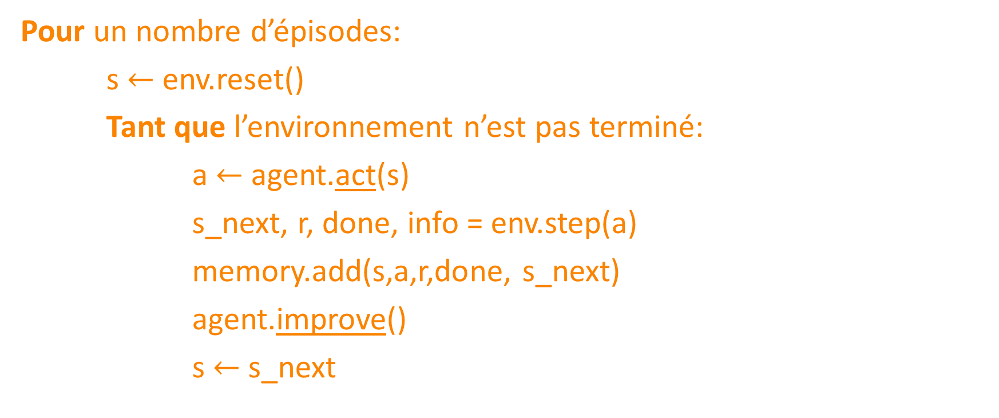 Pour un nombre d’épisodes:
s ← env.reset()
Tant que l’environnement n’est pas terminé:
a ← agent.act(s)
s_next, r, done, info = env.step(a)
memory.add(s,a,r,done, s_next)
agent.improve()
s ← s_next